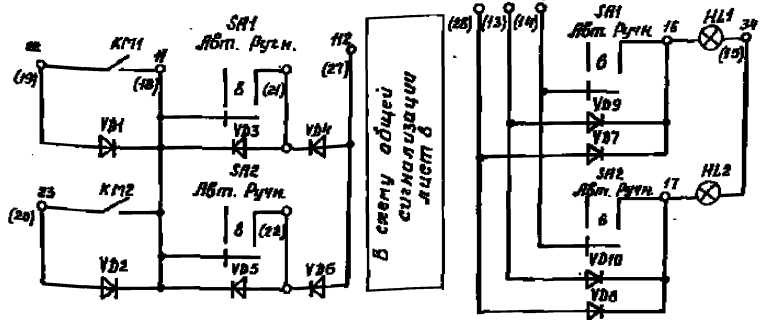 SA1
Авт. Ручн.
22
(19)
КМ1
11
(18)
в
(21)
112
(27)
VD1
VD3
VD4
SA2
Авт. Ручн.
23
(20)
КМ2
в
(22)
VD2
VD5
VD6
В схему общей
сигнализации
лист 6
(26)
(13)
(14)
SA1
Авт. Ручн.
16
HL1
34
(35)
в
VD9
VD7
SA2
Авт. Ручн.
17
HL2
в
VD10
VD8